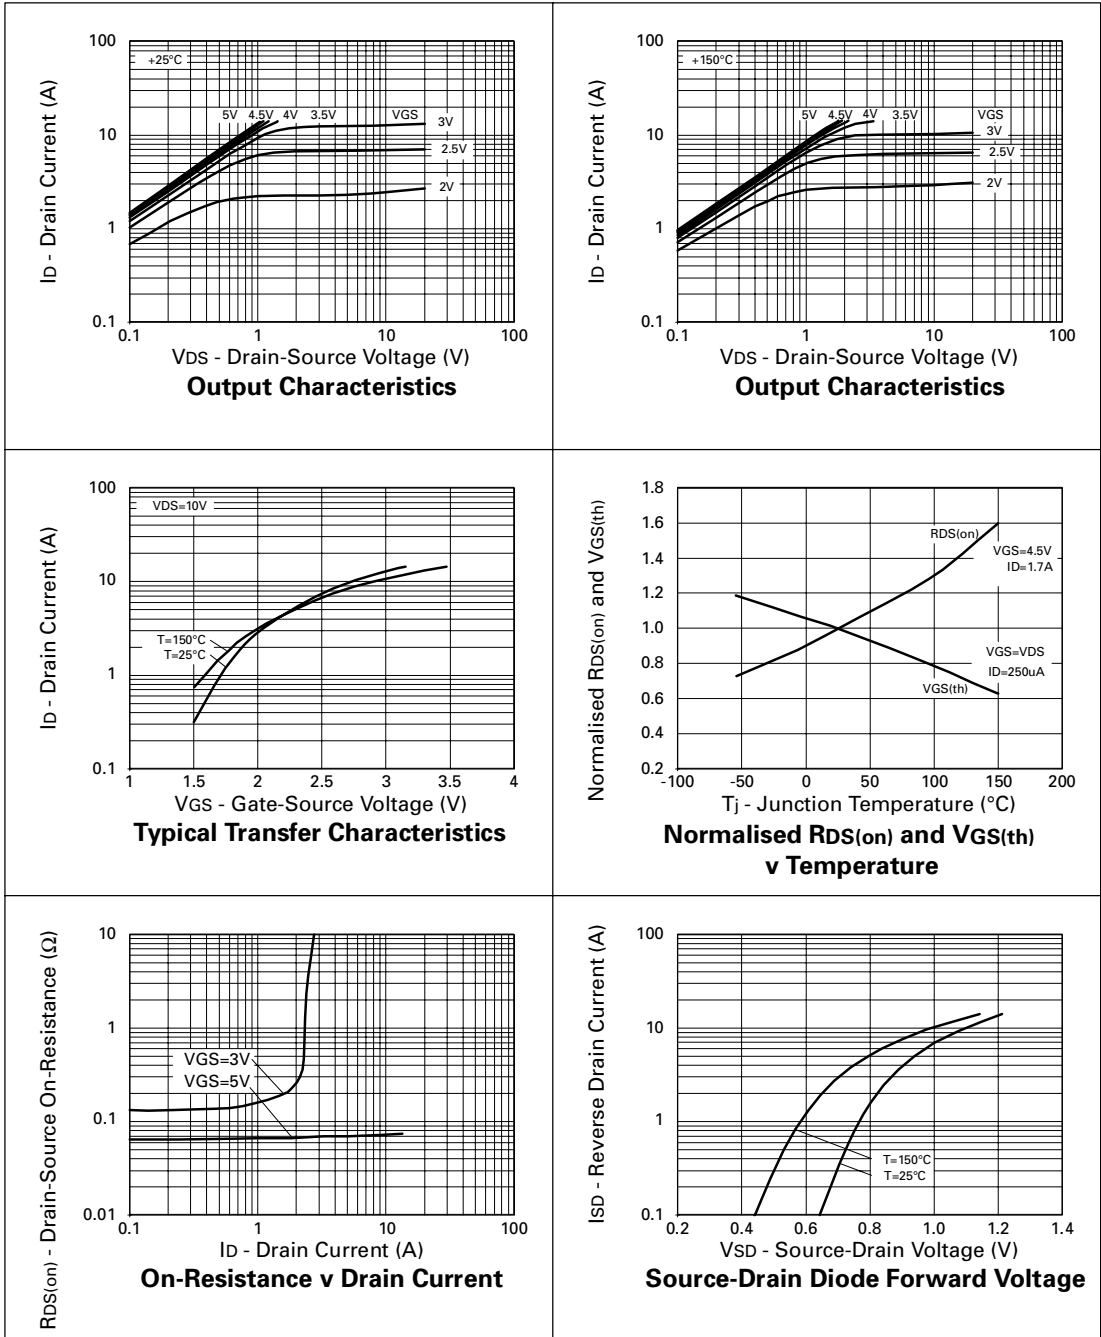 ID - Drain Current (A)
100
10
1
0.1
+25°C
5V 4.5V 4V 3.5V VGS
3V
2.5V
2V
0.1 1 10 100
VDS - Drain-Source Voltage (V)
Output Characteristics
ID - Drain Current (A)
100
10
1
0.1
+150°C
5V 4.5V 4V 3.5V VGS
3V
2.5V
2V
0.1 1 10 100
VDS - Drain-Source Voltage (V)
Output Characteristics
ID - Drain Current (A)
100
10
1
0.1
VDS=10V
T=150°C
T=25°C
1 1.5 2 2.5 3 3.5 4
VGS - Gate-Source Voltage (V)
Typical Transfer Characteristics
Normalised RDS(on) and VGS(th)
1.8
1.6
1.4
1.2
1.0
0.8
0.6
0.4
0.2
RDS(on)
VGS=4.5V
ID=1.7A
VGS=VDS
ID=250uA
VGS(th)
-100 -50 0 50 100 150 200
Tj - Junction Temperature (°C)
Normalised RDS(on) and VGS(th)
v Temperature
RDS(on) - Drain-Source On-Resistance (Ω)
10
1
0.1
0.01
VGS=3V
VGS=5V
0.1 1 10 100
ID - Drain Current (A)
On-Resistance v Drain Current
ISD - Reverse Drain Current (A)
100
10
1
0.1
T=150°C
T=25°C
0.2 0.4 0.6 0.8 1.0 1.2 1.4
VSD - Source-Drain Voltage (V)
Source-Drain Diode Forward Voltage